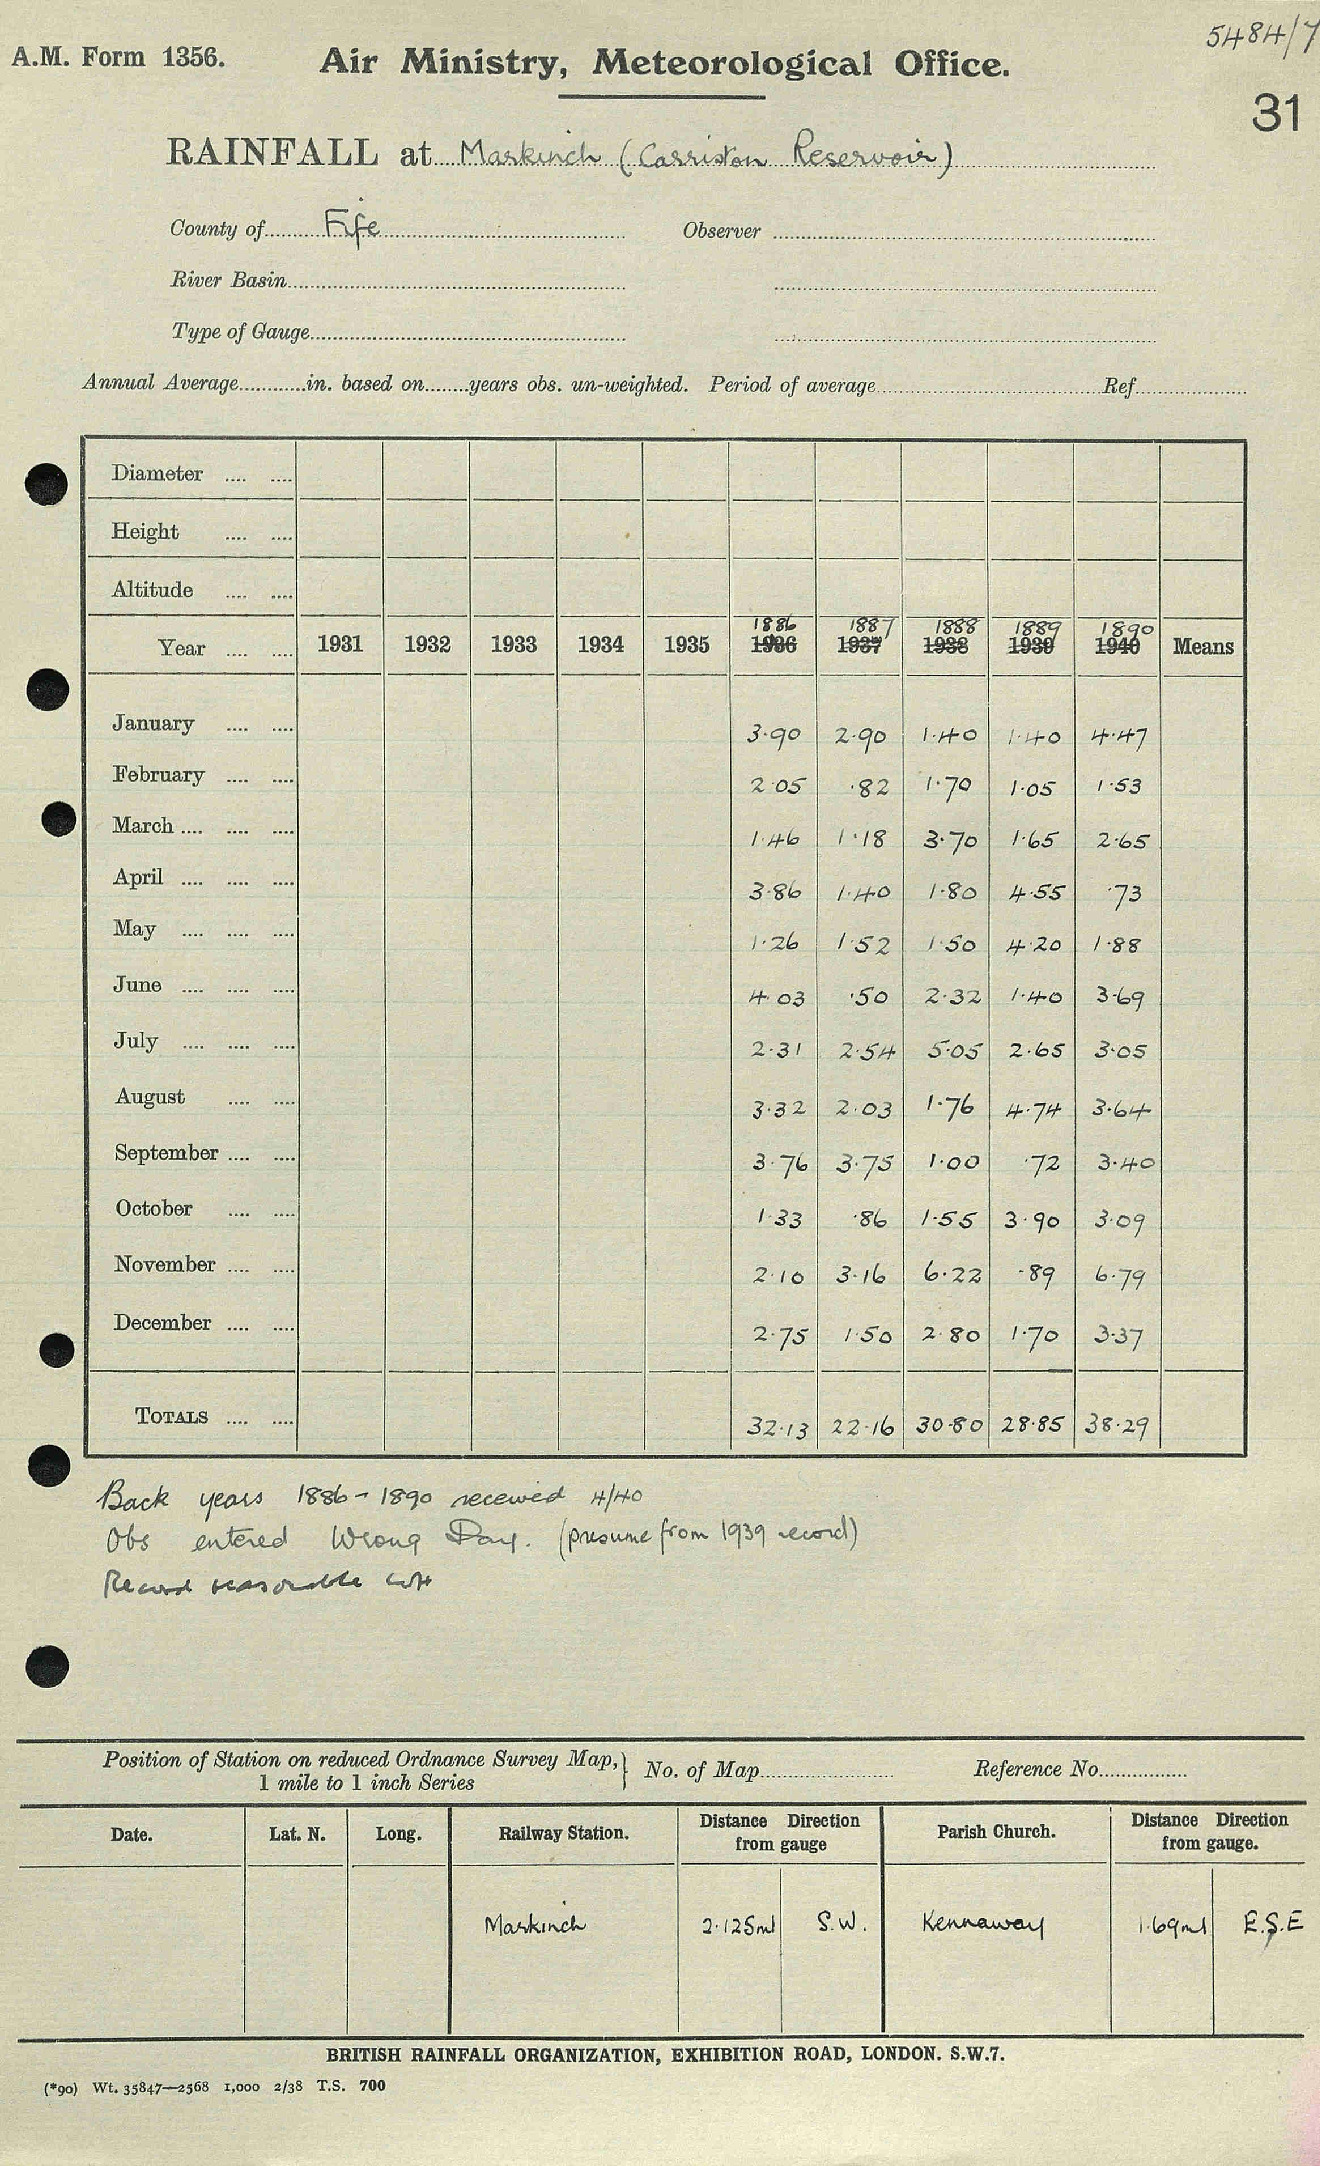 5484/7
A.M. Form 1356. Air Ministry, Meteorological Office.
31
RAINFALL at Markinch (Carriston Reservoir)
County of Fife Observer
River Basin
Type of Gauge
Annual Average in. based on years obs. un-weighted. Period of average Ref
Diameter
Height
Altitude
1886 1887 1888 1889 1890
Year 1931 1932 1933 1934 1935 1936 1937 1938 1939 1940 Means
January 3.90 2.90 1.40 1.40 4.47
February 2.05 .82 1.70 1.05 1.53
March 1.46 1.18 3.70 1.65 2.65
April 3.86 1.40 1.80 4.55 .73
May 1.26 1.52 1.50 4.20 1.88
June 4.03 .50 2.32 1.40 3.69
July 2.31 2.54 5.05 2.65 3.05
August 3.32 2.03 1.76 4.74 3.64
September 3.76 3.75 1.00 .72 3.40
October 1.33 .86 1.55 3.90 3.09
November 2.10 3.16 6.22 .89 6.79
December 2.75 1.50 2.80 1.70 3.37
TOTALS 32.13 22.16 30.80 28.85 38.29
Back years 1886-1890 received 4/40
Obs entered Wrong Day. (presume from 1939 record)
Record reasonable
Position of Station on reduced Ordnance Survey Map,
1 mile to 1 inch Series
No. of Map Reference No.
Date. Lat. N. Long. Railway Station. Distance Direction from gauge Parish Church. Distance Direction from gauge.
Markinch 2.125ml S.W. Kennaway 1.69ml E.S.E
BRITISH RAINFALL ORGANIZATION, EXHIBITION ROAD, LONDON. S.W.7.
(*90) Wt. 35847—2568 1,000 2/38 T.S. 700